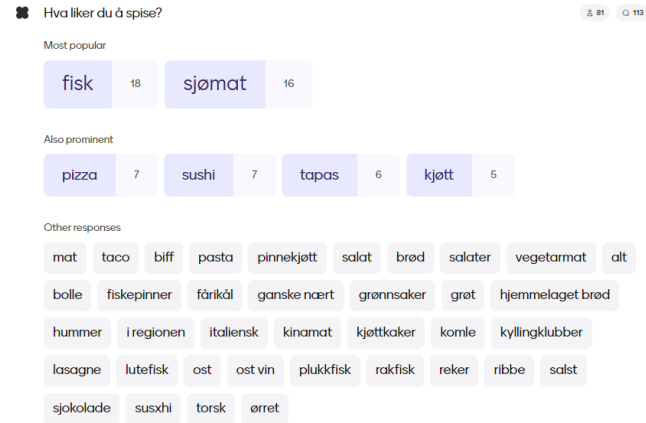 Hva liker du å spise? 81 113
Most popular
fisk 18 sjømat 16
Also prominent
pizza 7 sushi 7 tapas 6 kjøtt 5
Other responses
mat taco biff pasta pinnekjøtt salat brød salater vegetarmat alt
bolle fiskepinner fårikål ganske nært grønnsaker grøt hjemmelaget brød
hummer i regionen italiensk kinamat kjøttkaker komle kyllingklubber
lasagne lutefisk ost ost vin plukkfisk rakfisk reker ribbe salst
sjokolade susxhi torsk ørret